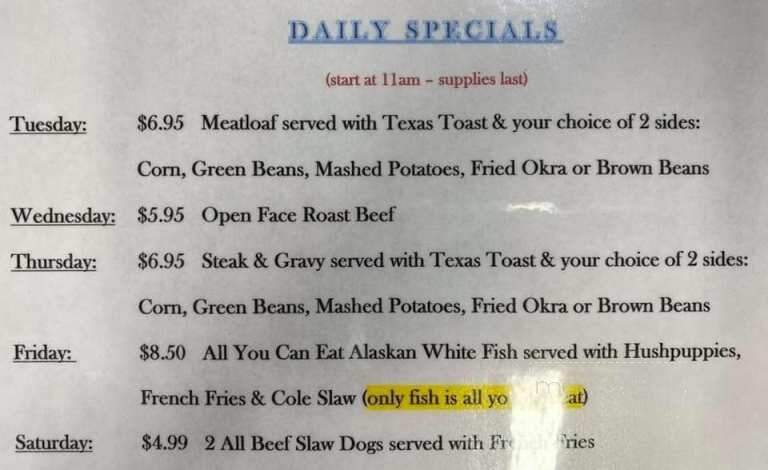 DAILY SPECIALS
(start at 11am – supplies last)
Tuesday: $6.95 Meatloaf served with Texas Toast & your choice of 2 sides:
Corn, Green Beans, Mashed Potatoes, Fried Okra or Brown Beans
Wednesday: $5.95 Open Face Roast Beef
Thursday: $6.95 Steak & Gravy served with Texas Toast & your choice of 2 sides:
Corn, Green Beans, Mashed Potatoes, Fried Okra or Brown Beans
Friday: $8.50 All You Can Eat Alaskan White Fish served with Hushpuppies,
French Fries & Cole Slaw (only fish is all
Saturday: $4.99 2 All Beef Slaw Dogs served with French Fries